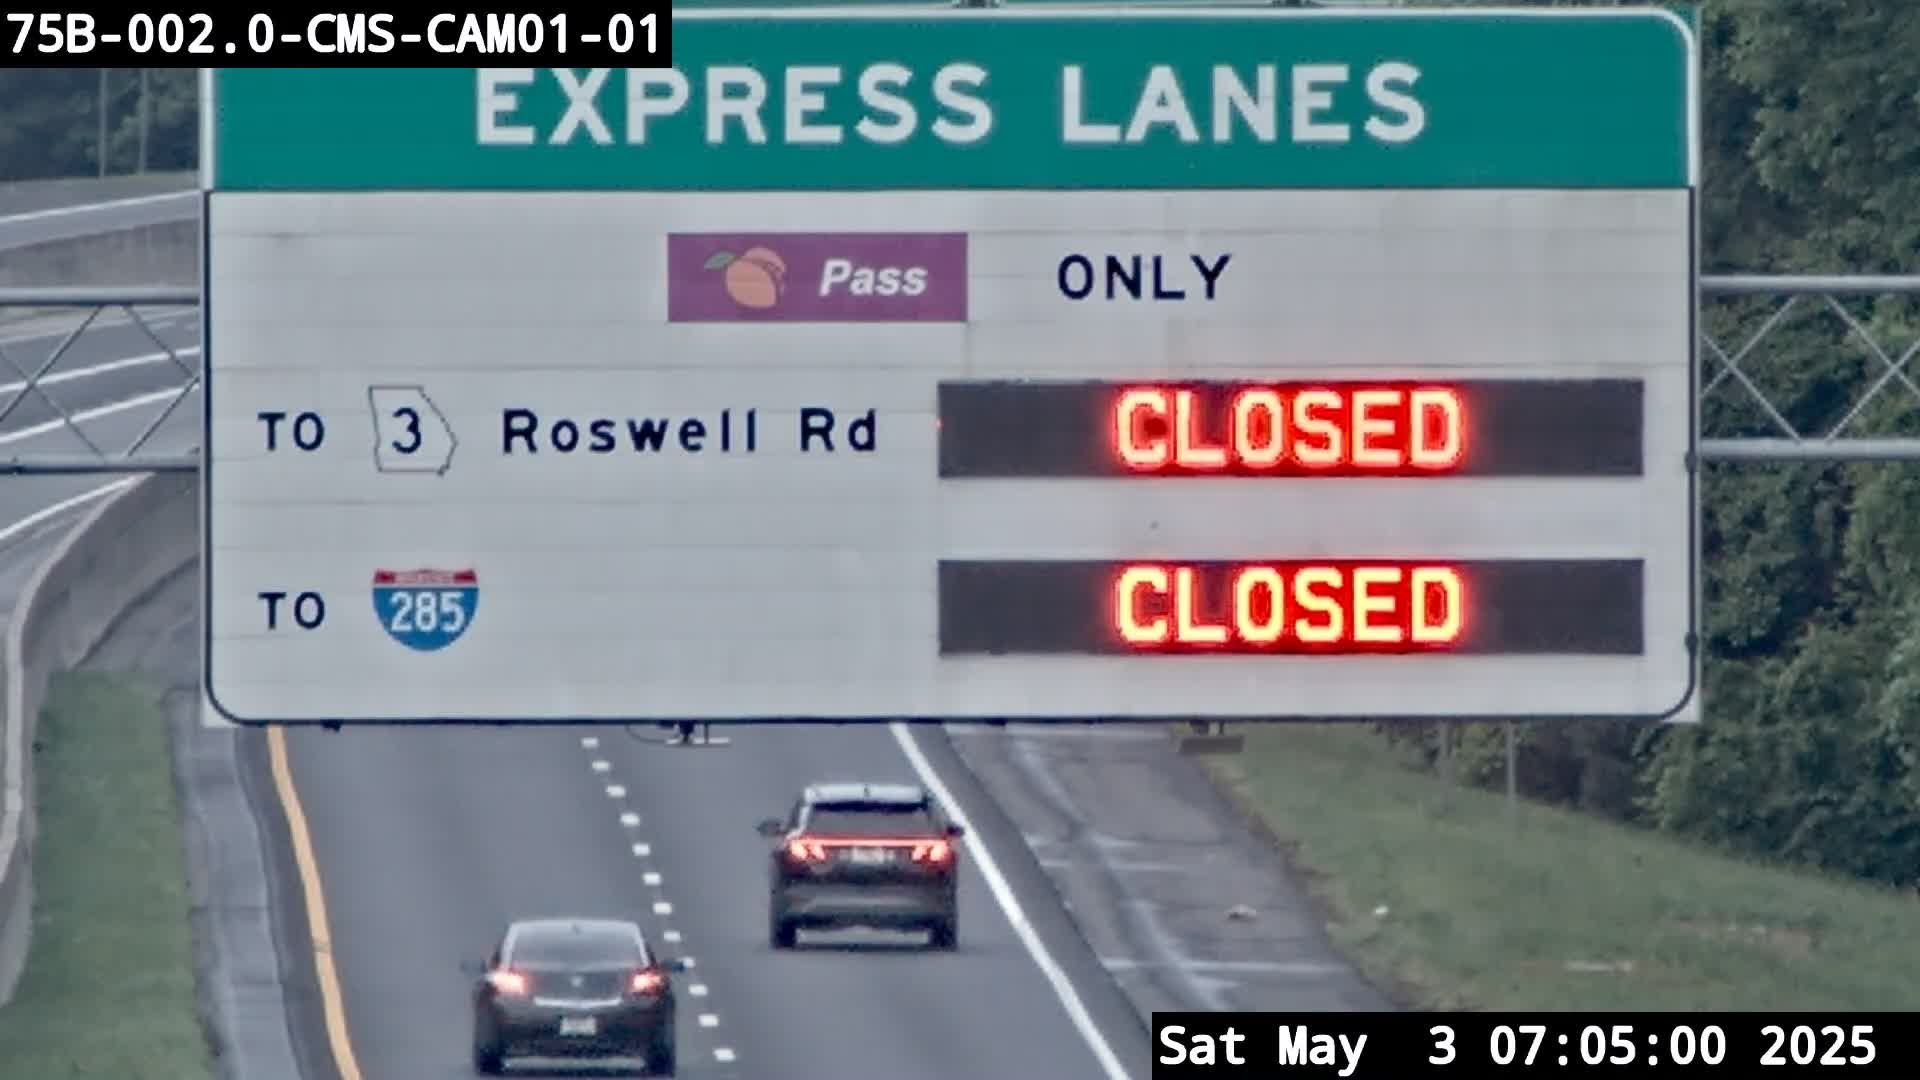 75B-002.0-CMS-CAM01-01
EXPRESS LANES
Pass ONLY
TO 3 Roswell Rd CLOSED
TO 285 CLOSED
Sat May 3 07:05:00 2025